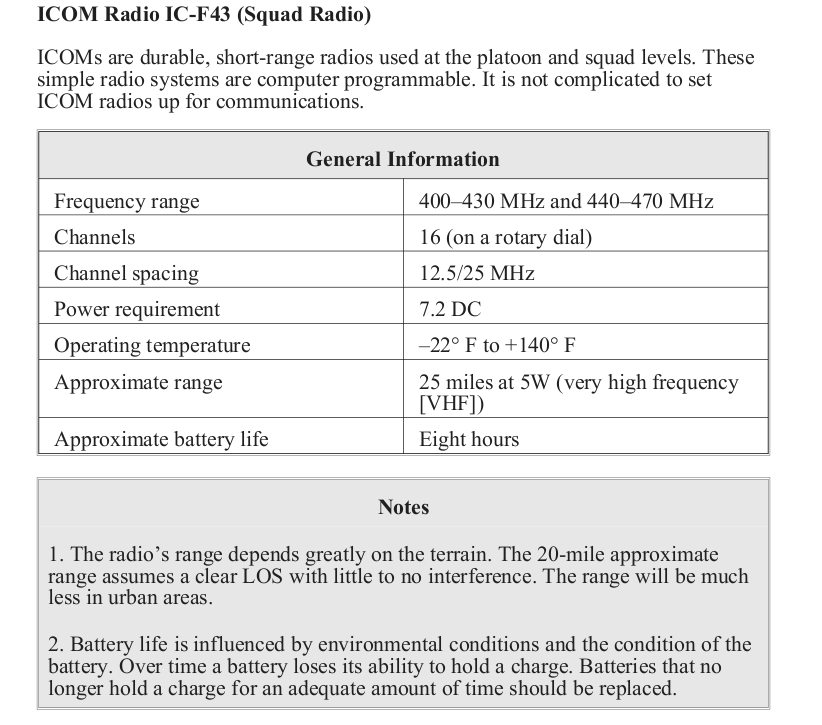 ICOM Radio IC-F43 (Squad Radio)
ICOMs are durable, short-range radios used at the platoon and squad levels. These
simple radio systems are computer programmable. It is not complicated to set
ICOM radios up for communications.
General Information
Frequency range 400–430 MHz and 440–470 MHz
Channels 16 (on a rotary dial)
Channel spacing 12.5/25 MHz
Power requirement 7.2 DC
Operating temperature –22° F to +140° F
Approximate range 25 miles at 5W (very high frequency
[VHF])
Approximate battery life Eight hours
Notes
1. The radio’s range depends greatly on the terrain. The 20-mile approximate
range assumes a clear LOS with little to no interference. The range will be much
less in urban areas.
2. Battery life is influenced by environmental conditions and the condition of the
battery. Over time a battery loses its ability to hold a charge. Batteries that no
longer hold a charge for an adequate amount of time should be replaced.